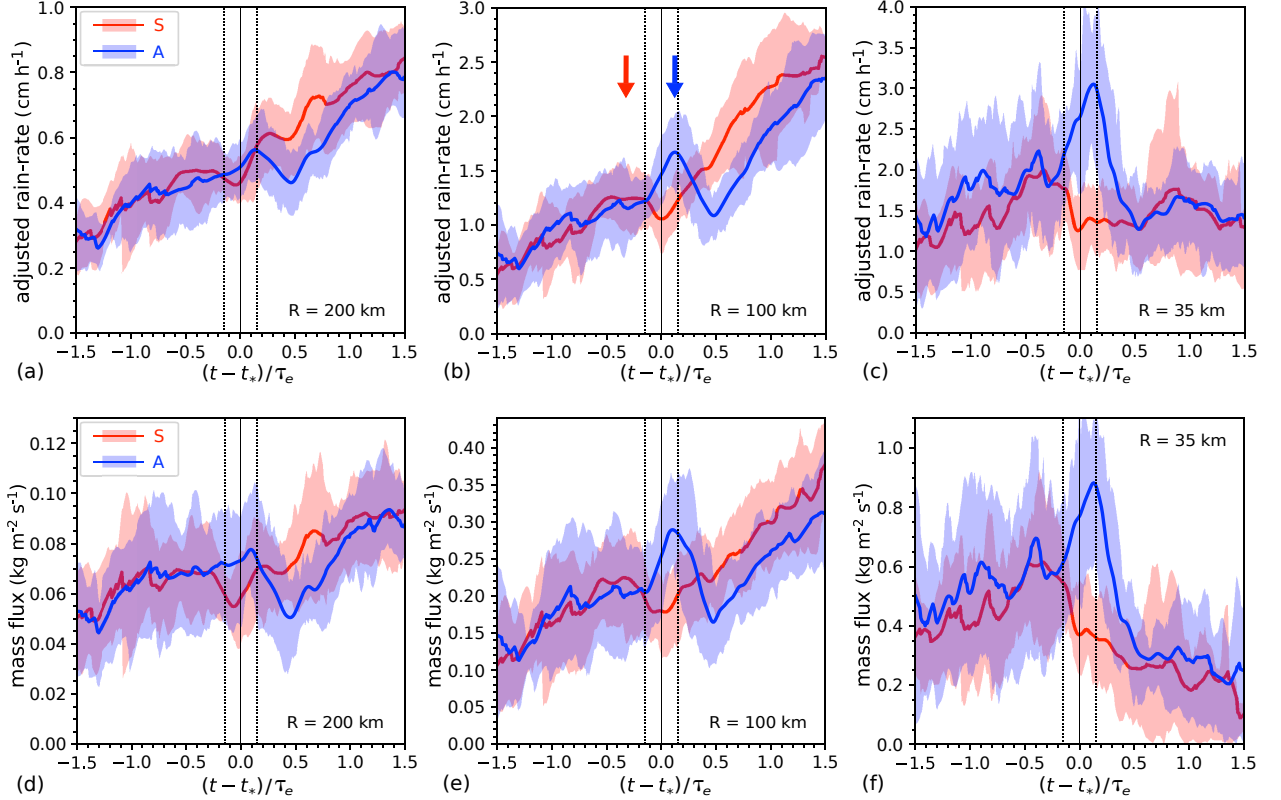 S
A
adjusted rain-rate (cm h⁻¹)
1.0
0.8
0.6
0.4
0.2
0.0
R = 200 km
−1.5 −1.0 −0.5 0.0 0.5 1.0 1.5
(a) (t − t*)/τe
adjusted rain-rate (cm h⁻¹)
3.0
2.5
2.0
1.5
1.0
0.5
0.0
R = 100 km
−1.5 −1.0 −0.5 0.0 0.5 1.0 1.5
(b) (t − t*)/τe
adjusted rain-rate (cm h⁻¹)
4.0
3.5
3.0
2.5
2.0
1.5
1.0
0.5
0.0
R = 35 km
−1.5 −1.0 −0.5 0.0 0.5 1.0 1.5
(c) (t − t*)/τe
S
A
mass flux (kg m⁻² s⁻¹)
0.12
0.10
0.08
0.06
0.04
0.02
0.00
R = 200 km
−1.5 −1.0 −0.5 0.0 0.5 1.0 1.5
(d) (t − t*)/τe
mass flux (kg m⁻² s⁻¹)
0.40
0.35
0.30
0.25
0.20
0.15
0.10
0.05
0.00
R = 100 km
−1.5 −1.0 −0.5 0.0 0.5 1.0 1.5
(e) (t − t*)/τe
R = 35 km
mass flux (kg m⁻² s⁻¹)
1.0
0.8
0.6
0.4
0.2
0.0
−1.5 −1.0 −0.5 0.0 0.5 1.0 1.5
(f) (t − t*)/τe